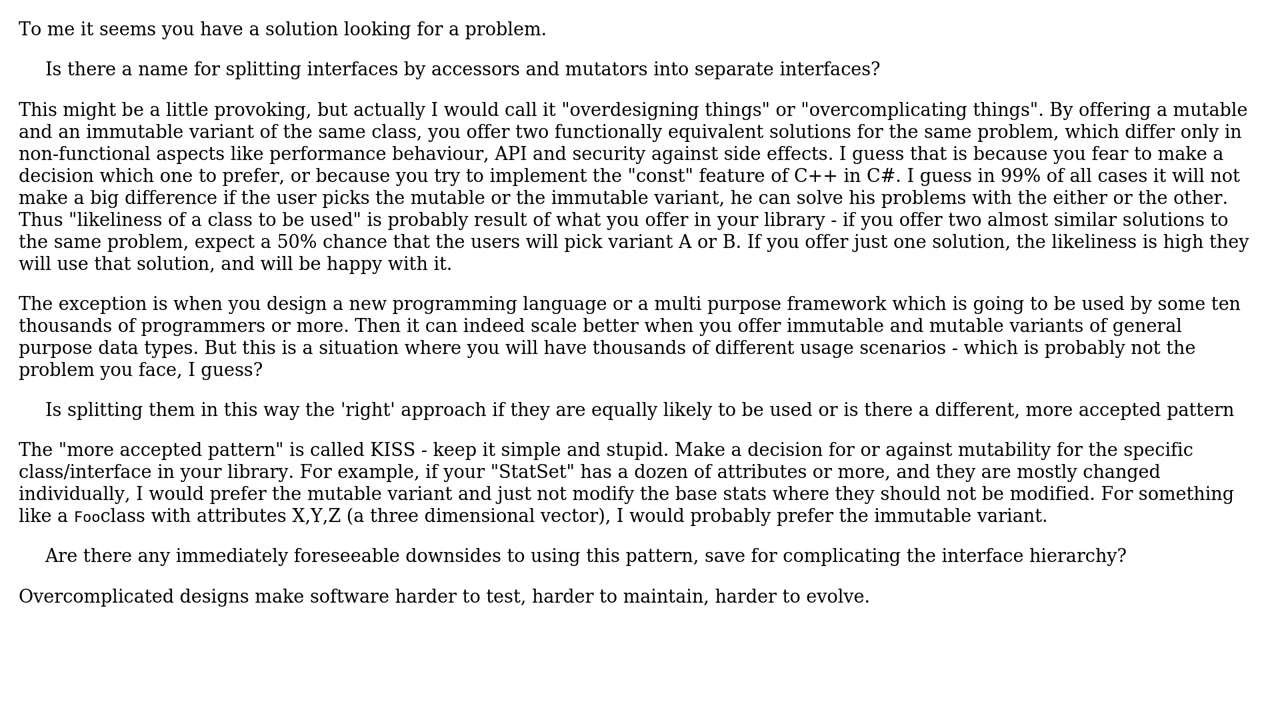 To me it seems you have a solution looking for a problem.
Is there a name for splitting interfaces by accessors and mutators into separate interfaces?
This might be a little provoking, but actually I would call it "overdesigning things" or "overcomplicating things". By offering a mutable
and an immutable variant of the same class, you offer two functionally equivalent solutions for the same problem, which differ only in
non-functional aspects like performance behaviour, API and security against side effects. I guess that is because you fear to make a
decision which one to prefer, or because you try to implement the "const" feature of C++ in C#. I guess in 99% of all cases it will not
make a big difference if the user picks the mutable or the immutable variant, he can solve his problems with the either or the other.
Thus "likeliness of a class to be used" is probably result of what you offer in your library - if you offer two almost similar solutions to
the same problem, expect a 50% chance that the users will pick variant A or B. If you offer just one solution, the likeliness is high they
will use that solution, and will be happy with it.
The exception is when you design a new programming language or a multi purpose framework which is going to be used by some ten
thousands of programmers or more. Then it can indeed scale better when you offer immutable and mutable variants of general
purpose data types. But this is a situation where you will have thousands of different usage scenarios - which is probably not the
problem you face, I guess?
Is splitting them in this way the 'right' approach if they are equally likely to be used or is there a different, more accepted pattern
The "more accepted pattern" is called KISS - keep it simple and stupid. Make a decision for or against mutability for the specific
class/interface in your library. For example, if your "StatSet" has a dozen of attributes or more, and they are mostly changed
individually, I would prefer the mutable variant and just not modify the base stats where they should not be modified. For something
like a Fooclass with attributes X,Y,Z (a three dimensional vector), I would probably prefer the immutable variant.
Are there any immediately foreseeable downsides to using this pattern, save for complicating the interface hierarchy?
Overcomplicated designs make software harder to test, harder to maintain, harder to evolve.